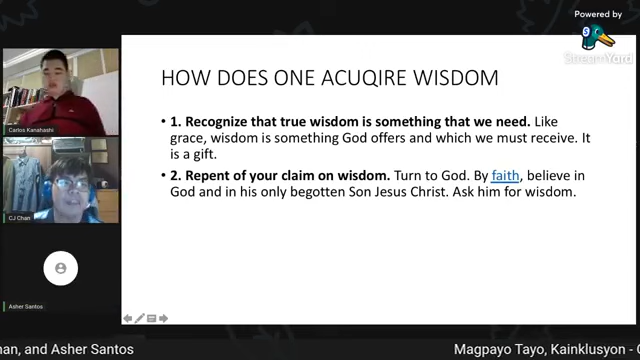 Powered by
StreamYard
HOW DOES ONE ACUQIRE WISDOM
• 1. Recognize that true wisdom is something that we need. Like
grace, wisdom is something God offers and which we must receive. It
is a gift.
• 2. Repent of your claim on wisdom. Turn to God. By faith, believe in
God and in his only begotten Son Jesus Christ. Ask him for wisdom.
Carlos Kanahashi
CJ Chan
Asher Santos
nan, and Asher Santos
Magpayo Tayo, Kainklusyon -